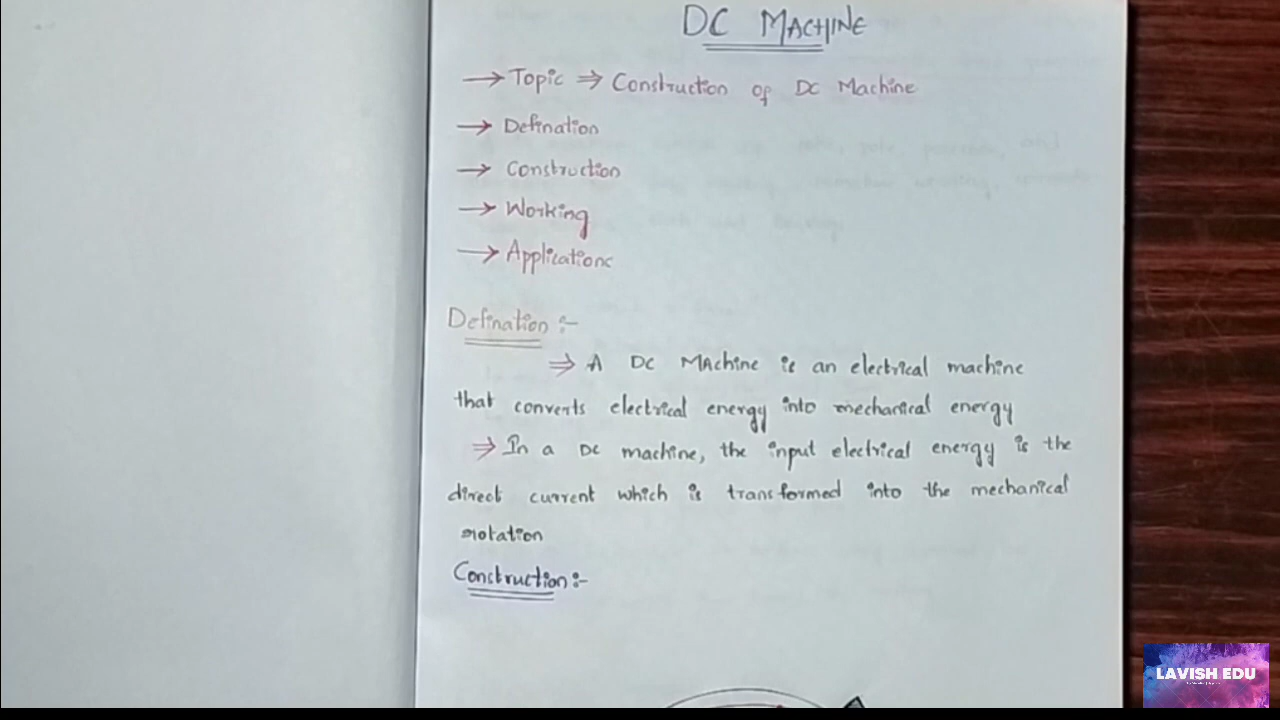 DC MACHINE
→ Topic ⇒ Construction of DC Machine
→ Defination
→ Construction
→ Working
→ Applications
Defination :-
⇒ A DC Machine is an electrical machine
that converts electrical energy into mechanical energy
⇒ In a DC machine, the input electrical energy is the
direct current which is transformed into the mechanical
rotation
Construction :-
LAVISH EDU